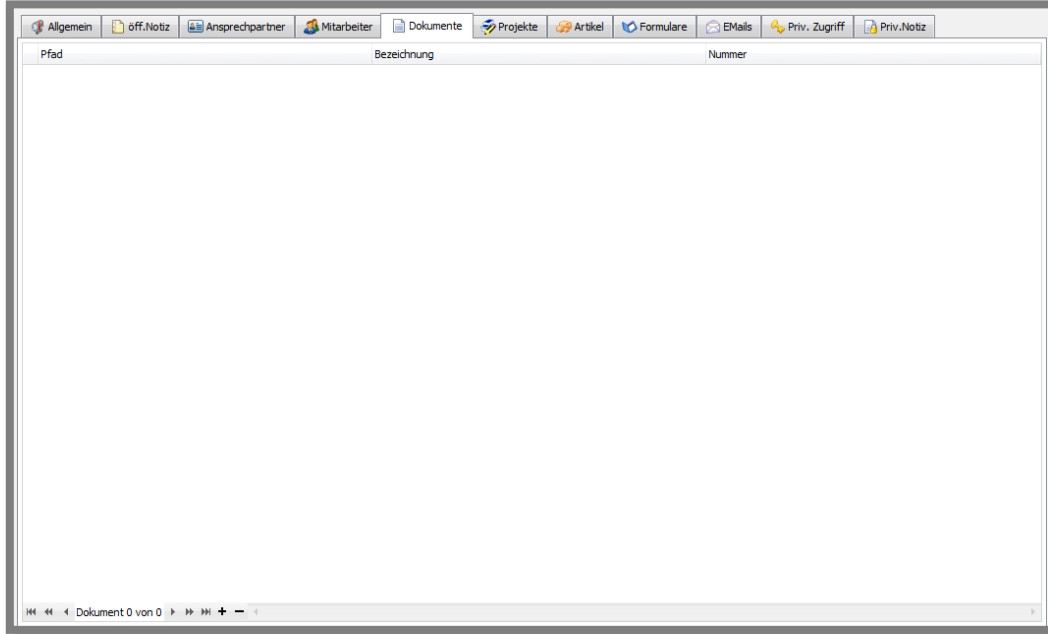 Allgemein öff.Notiz Ansprechpartner Mitarbeiter Dokumente Projekte Artikel Formulare EMails Priv. Zugriff Priv.Notiz
Pfad Bezeichnung Nummer
Dokument 0 von 0